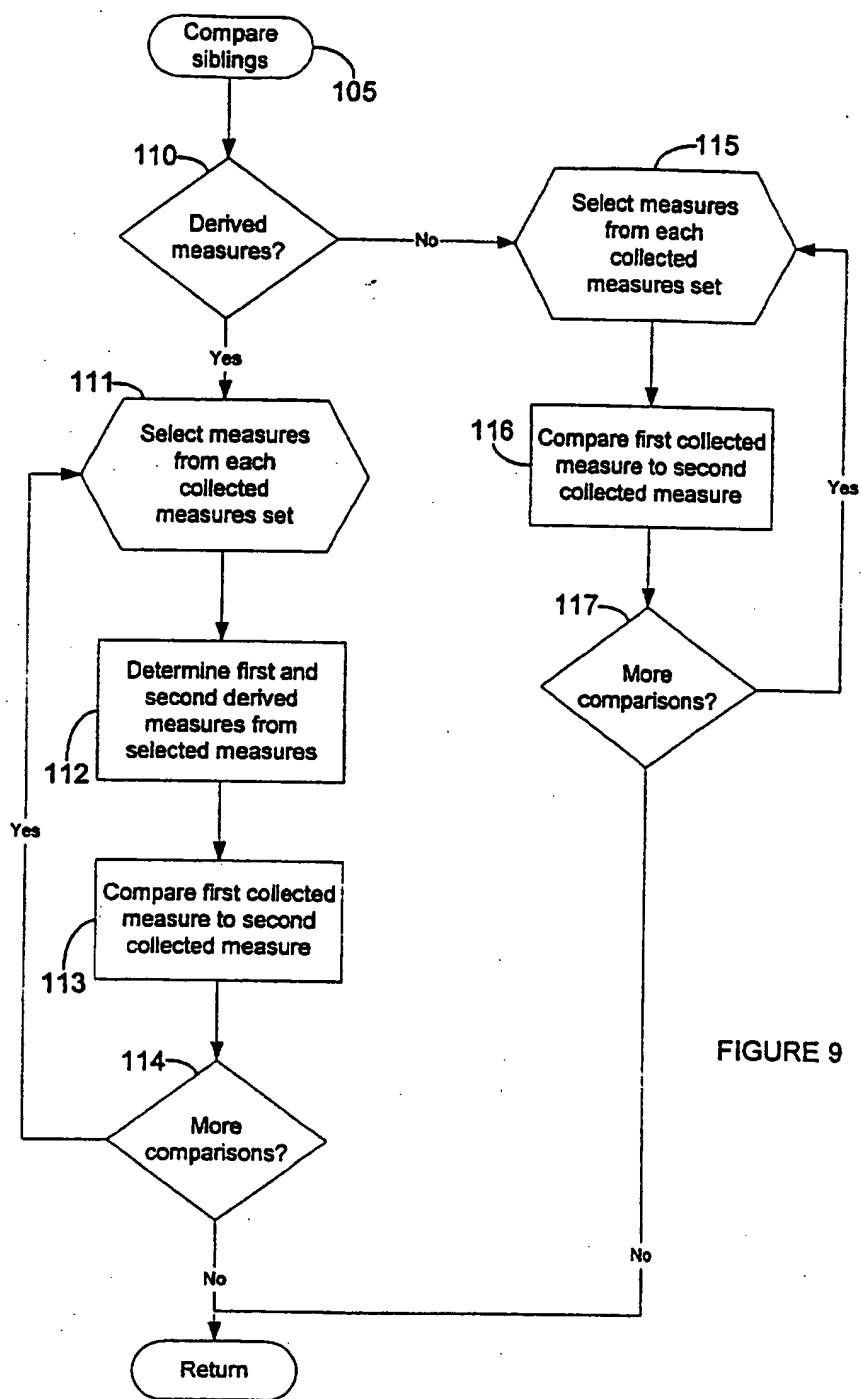 Compare
siblings
105
110
Derived
measures?
No
Yes
115
Select measures
from each
collected
measures set
116
Compare first collected
measure to second
collected measure
Yes
117
More
comparisons?
No
111
Select measures
from each
collected
measures set
Determine first and
second derived
measures from
selected measures
112
Yes
Compare first collected
measure to second
collected measure
113
114
More
comparisons?
No
Return
FIGURE 9